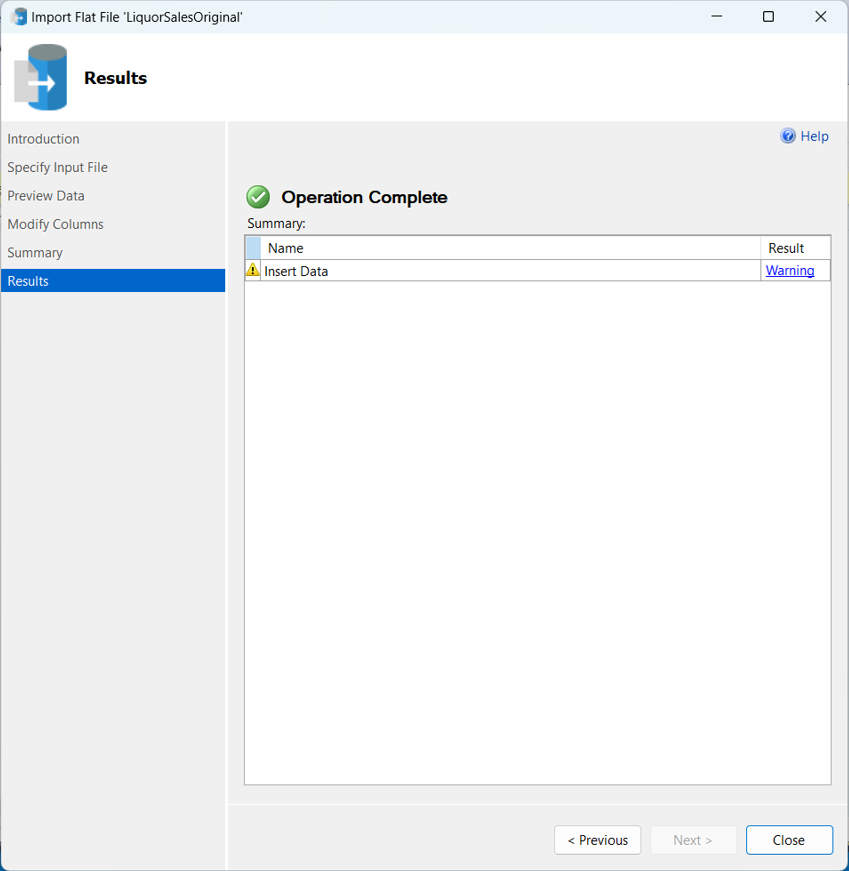 Import Flat File 'LiquorSalesOriginal'
Results
Introduction
Specify Input File
Preview Data
Modify Columns
Summary
Results
Help
Operation Complete
Summary:
Name Result
Insert Data Warning
< Previous Next > Close